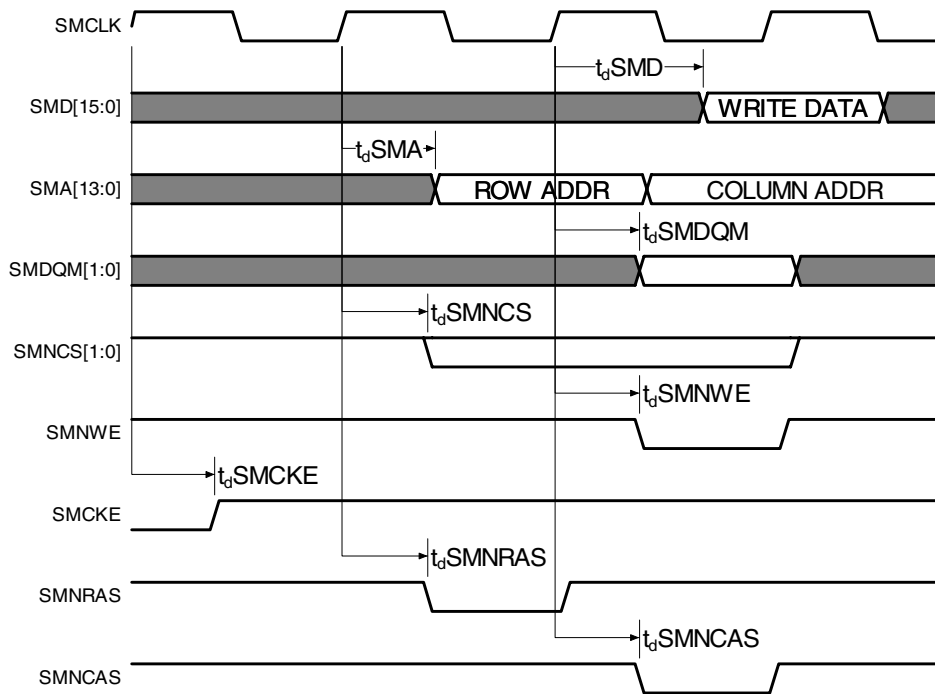 SMCLK
t_dSMD
SMD[15:0]
WRITE DATA
t_dSMA
SMA[13:0]
ROW ADDR
COLUMN ADDR
t_dSMDQM
SMDQM[1:0]
t_dSMNCS
SMNCS[1:0]
t_dSMNWE
SMNWE
t_dSMCKE
SMCKE
t_dSMNRAS
SMNRAS
t_dSMNCAS
SMNCAS